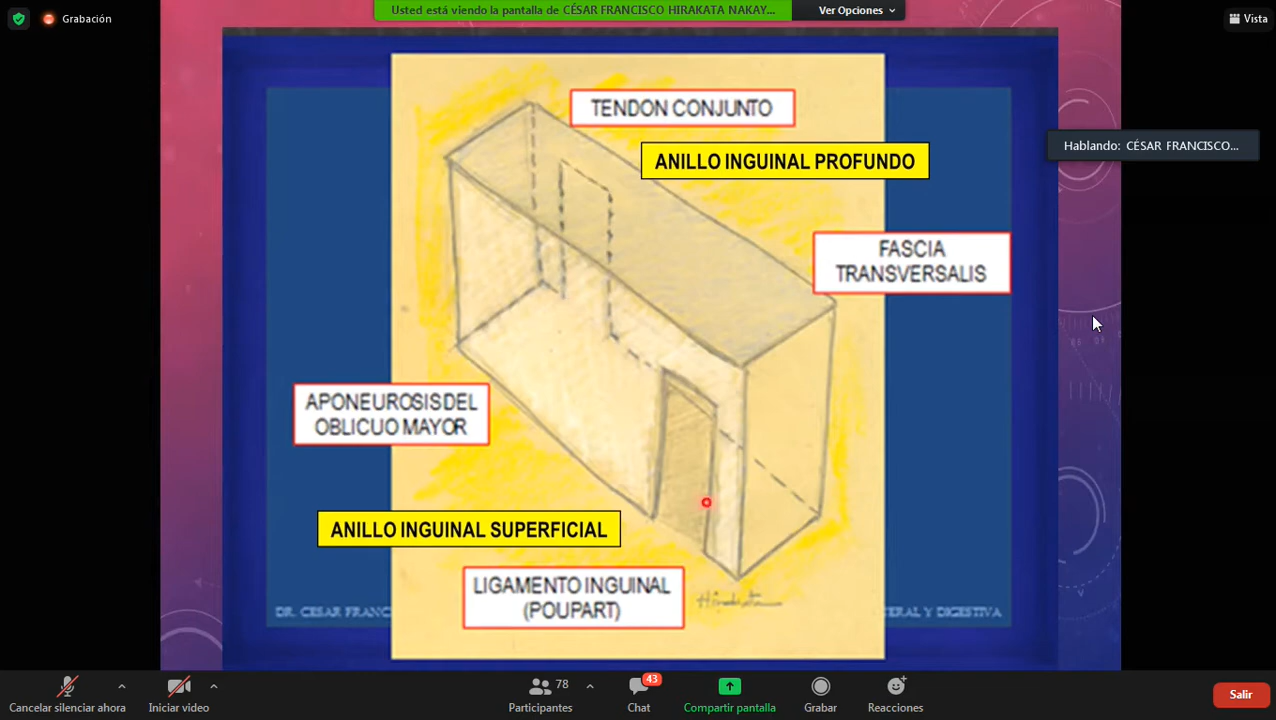 Grabación
Usted está viendo la pantalla de CÉSAR FRANCISCO HIRAKATA NAKAY...
Ver Opciones
Vista
TENDON CONJUNTO
ANILLO INGUINAL PROFUNDO
Hablando: CÉSAR FRANCISCO...
FASCIA
TRANSVERSALIS
APONEUROSIS DEL
OBLICUO MAYOR
ANILLO INGUINAL SUPERFICIAL
LIGAMENTO INGUINAL
(POUPART)
Hirakata
DR. CESAR FRANC
ERAL Y DIGESTIVA
Cancelar silenciar ahora
Iniciar video
78
Participantes
43
Chat
Compartir pantalla
Grabar
Reacciones
Salir